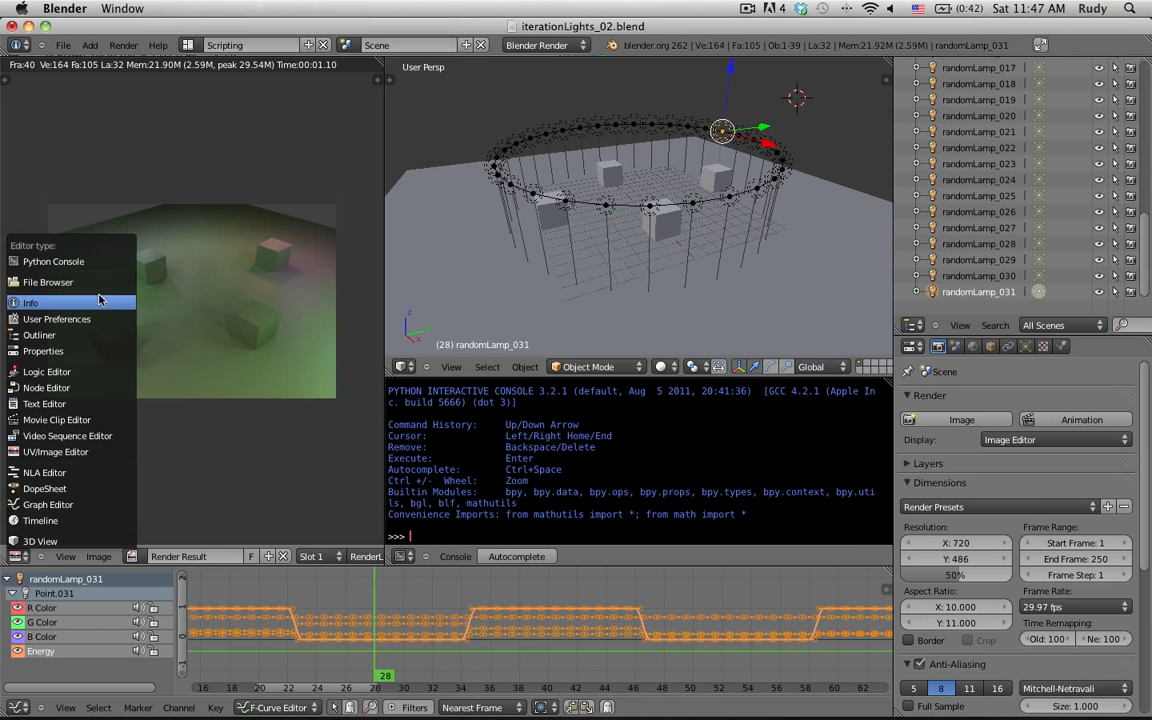 Blender Window 4 (0:42) Sat 11:47 AM Rudy
iterationLights_02.blend
File Add Render Help Scripting Scene Blender Render blender.org 262 | Ve:164 | Fa:105 | Ob:1-39 | La:32 | Mem:21.92M (2.59M) | randomLamp_031
Fra:40 Ve:164 Fa:105 La:32 Mem:21.90M (2.59M, peak 29.54M) Time:00:01.10
Editor type:
Python Console
File Browser
Info
User Preferences
Outliner
Properties
Logic Editor
Node Editor
Text Editor
Movie Clip Editor
Video Sequence Editor
UV/Image Editor
NLA Editor
DopeSheet
Graph Editor
Timeline
3D View
View Image Render Result F Slot 1 RenderL
User Persp
(28) randomLamp_031
View Select Object Object Mode Global
PYTHON INTERACTIVE CONSOLE 3.2.1 (default, Aug  5 2011, 20:41:36)  [GCC 4.2.1 (Apple In
c. build 5666) (dot 3)]
Command History: Up/Down Arrow
Cursor: Left/Right Home/End
Remove: Backspace/Delete
Execute: Enter
Autocomplete: Ctrl+Space
Ctrl +/-  Wheel: Zoom
Builtin Modules: bpy, bpy.data, bpy.ops, bpy.props, bpy.types, bpy.context, bpy.uti
ls, bgl, blf, mathutils
Convenience Imports: from mathutils import *; from math import *
>>>
Console Autocomplete
randomLamp_017
randomLamp_018
randomLamp_019
randomLamp_020
randomLamp_021
randomLamp_022
randomLamp_023
randomLamp_024
randomLamp_025
randomLamp_026
randomLamp_027
randomLamp_028
randomLamp_029
randomLamp_030
randomLamp_031
View Search All Scenes
Scene
Render
Image Animation
Display: Image Editor
Layers
Dimensions
Render Presets
Resolution: Frame Range:
X: 720 Start Frame: 1
Y: 486 End Frame: 250
50% Frame Step: 1
Aspect Ratio: Frame Rate:
X: 10.000 29.97 fps
Y: 11.000 Time Remapping:
Border Crop Old: 100 Ne: 100
Anti-Aliasing
5 8 11 16 Mitchell-Netravali
Full Sample Size: 1.000
randomLamp_031
Point.031
R Color
G Color
B Color
Energy
1
0
28
16 18 20 22 24 26 28 30 32 34 36 38 40 42 44 46 48 50 52 54 56 58 60 62
View Select Marker Channel Key F-Curve Editor Filters Nearest Frame